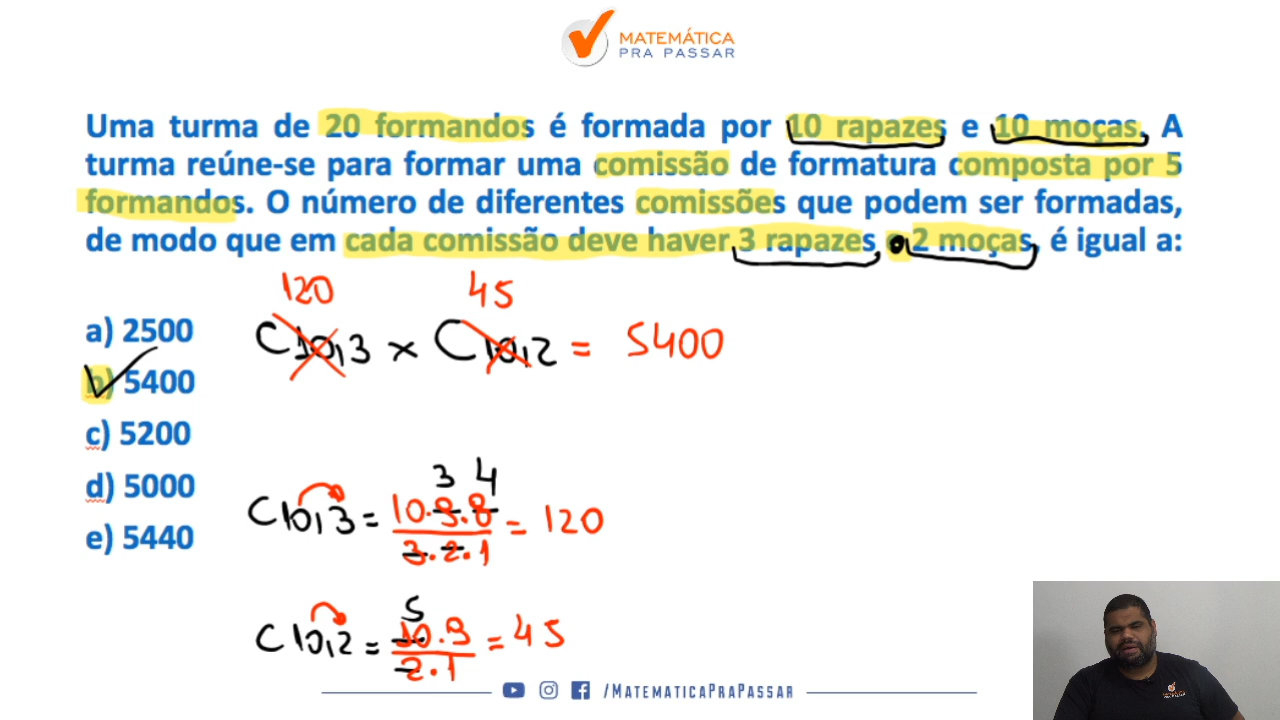 MATEMÁTICA
PRA PASSAR
Uma turma de 20 formandos é formada por 10 rapazes e 10 moças. A
turma reúne-se para formar uma comissão de formatura composta por 5
formandos. O número de diferentes comissões que podem ser formadas,
de modo que em cada comissão deve haver 3 rapazes 2 moças, é igual a:
120 45
a) 2500
C10,3 x C10,2 = 5400
b) 5400
c) 5200
3 4
d) 5000
C10,3 = 10.9.8 = 120
3.2.1
e) 5440
5
C10,2 = 10.9 = 45
2.1
/MATEMATICAPRAPASSAR